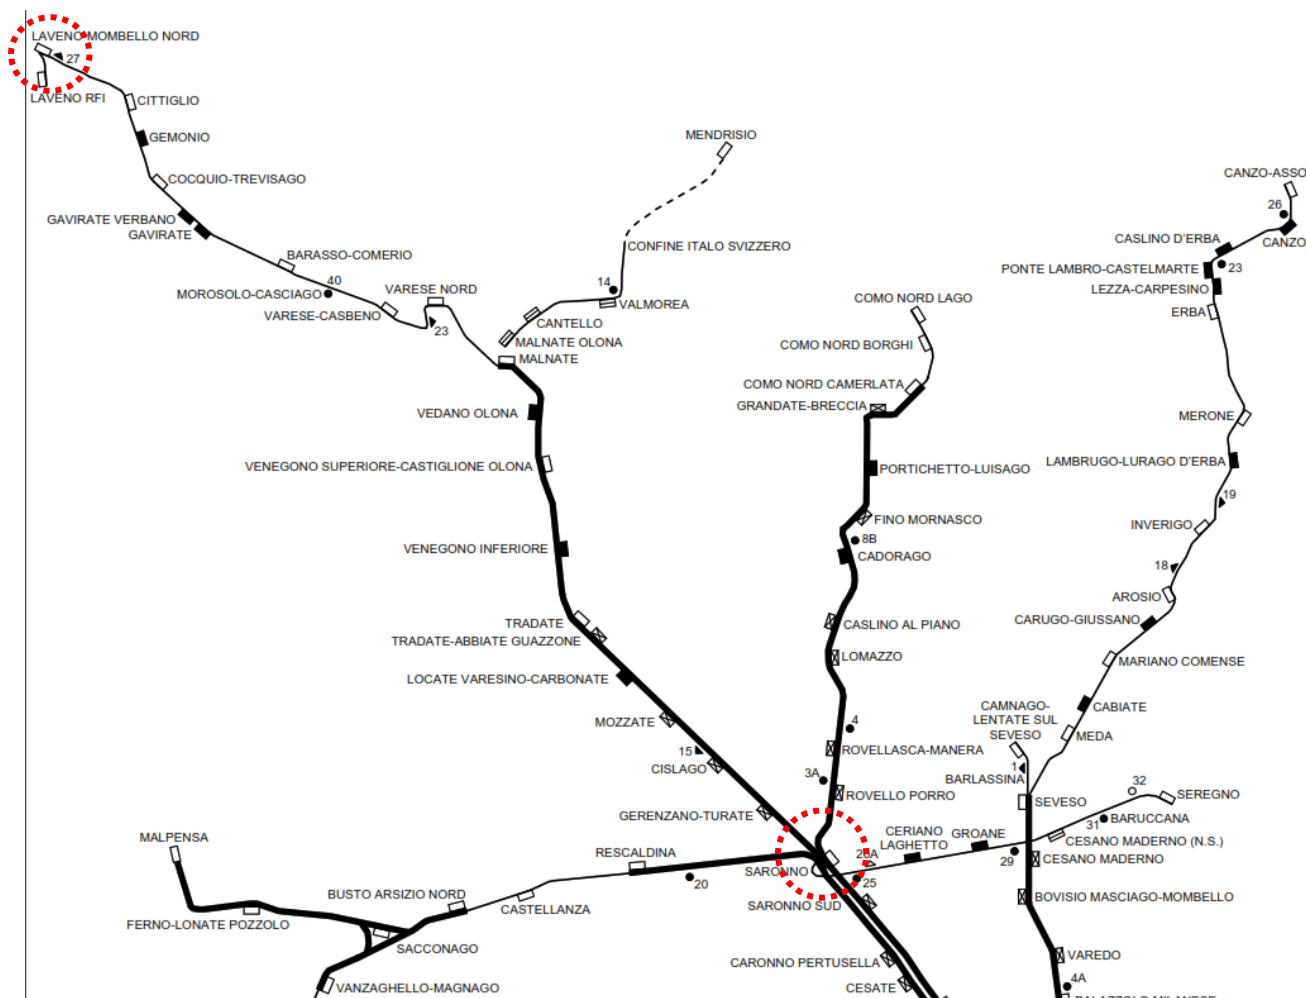 LAVENO MOMBELLO NORD
27
LAVENO RFI
CITTIGLIO
GEMONIO
COCQUIO-TREVISAGO
GAVIRATE VERBANO
GAVIRATE
BARASSO-COMERIO
40
MOROSOLO-CASCIAGO
VARESE-CASBENO
VARESE NORD
23
MENDRISIO
CONFINE ITALO SVIZZERO
14
VALMOREA
CANTELLO
MALNATE OLONA
MALNATE
VEDANO OLONA
VENEGONO SUPERIORE-CASTIGLIONE OLONA
VENEGONO INFERIORE
TRADATE
TRADATE-ABBIATE GUAZZONE
LOCATE VARESINO-CARBONATE
MOZZATE
15
CISLAGO
GERENZANO-TURATE
COMO NORD LAGO
COMO NORD BORGHI
COMO NORD CAMERLATA
GRANDATE-BRECCIA
PORTICHETTO-LUISAGO
FINO MORNASCO
8B
CADORAGO
CASLINO AL PIANO
LOMAZZO
4
ROVELLASCA-MANERA
3A
ROVELLO PORRO
CANZO-ASSO
26
CANZO
CASLINO D'ERBA
PONTE LAMBRO-CASTELMARTE
23
LEZZA-CARPESINO
ERBA
MERONE
LAMBRUGO-LURAGO D'ERBA
19
INVERIGO
18
AROSIO
CARUGO-GIUSSANO
MARIANO COMENSE
CABIATE
MEDA
CAMNAGO-
LENTATE SUL
SEVESO
1
BARLASSINA
SEVESO
32
SEREGNO
31
BARUCCANA
CESANO MADERNO (N.S.)
29
CESANO MADERNO
GROANE
CERIANO
LAGHETTO
26A
25
SARONNO
SARONNO SUD
BOVISIO MASCIAGO-MOMBELLO
VAREDO
4A
CARONNO PERTUSELLA
CESATE
MALPENSA
RESCALDINA
20
BUSTO ARSIZIO NORD
CASTELLANZA
FERNO-LONATE POZZOLO
SACCONAGO
VANZAGHELLO-MAGNAGO